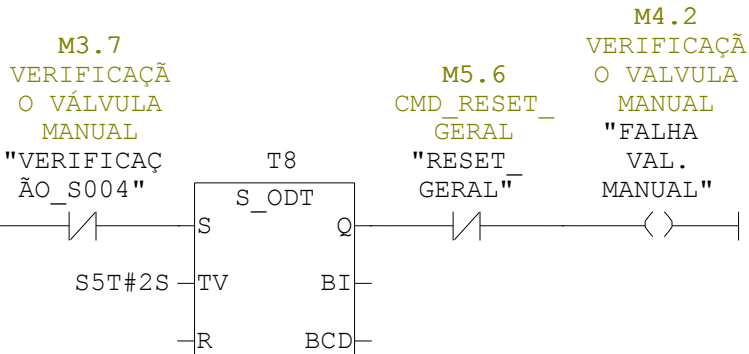 M3.7
VERIFICAÇÃ
O VÁLVULA
MANUAL
"VERIFICAÇ
ÃO_S004"
T8
S_ODT
S
Q
S5T#2S
TV
BI
R
BCD
M5.6
CMD_RESET_
GERAL
"RESET_
GERAL"
M4.2
VERIFICAÇÃ
O VALVULA
MANUAL
"FALHA
VAL.
MANUAL"